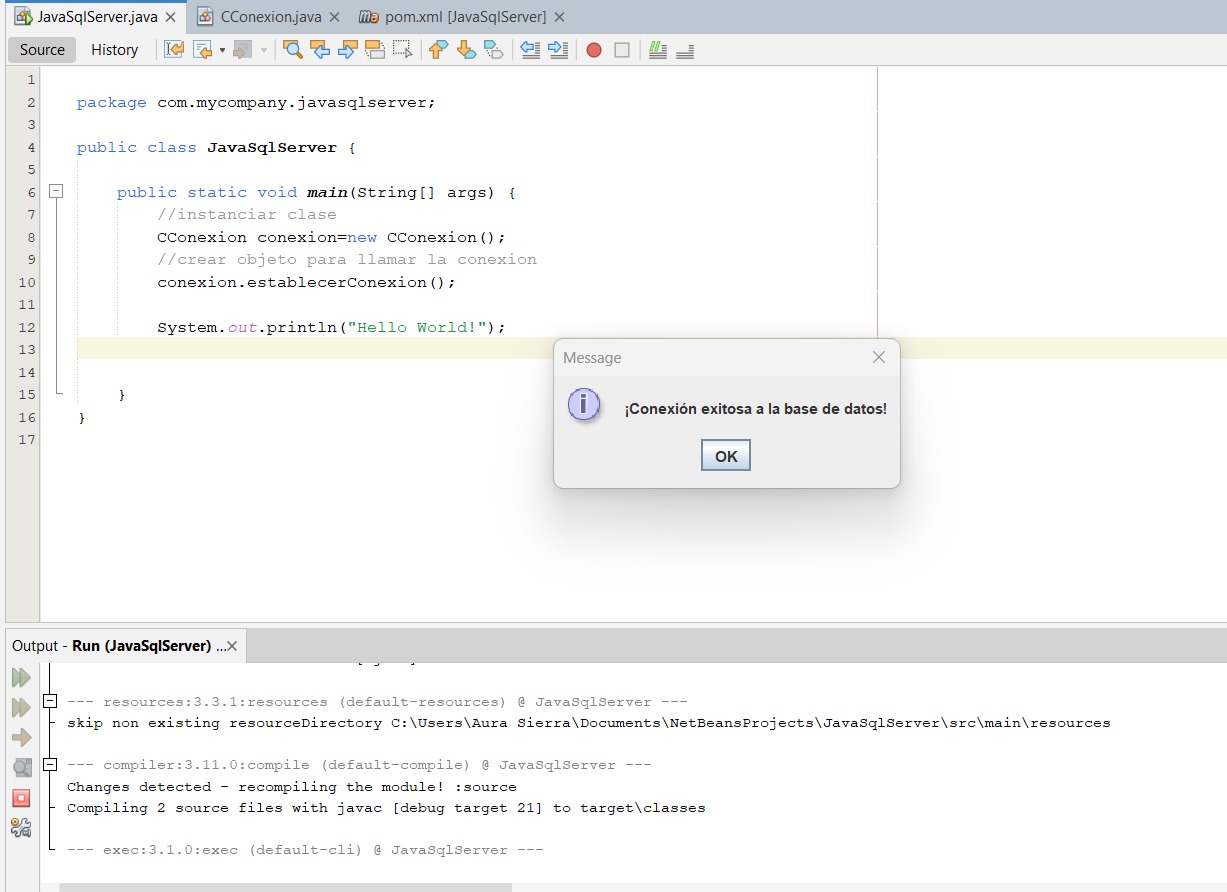 JavaSqlServer.java CConexion.java pom.xml [JavaSqlServer]
Source History
1
2 package com.mycompany.javasqlserver;
3
4 public class JavaSqlServer {
5
6 public static void main(String[] args) {
7 //instanciar clase
8 CConexion conexion=new CConexion();
9 //crear objeto para llamar la conexion
10 conexion.establecerConexion();
11
12 System.out.println("Hello World!");
13
14
15 }
16 }
17
Message
¡Conexión exitosa a la base de datos!
OK
Output - Run (JavaSqlServer) ...
--- resources:3.3.1:resources (default-resources) @ JavaSqlServer ---
skip non existing resourceDirectory C:\Users\Aura Sierra\Documents\NetBeansProjects\JavaSqlServer\src\main\resources
--- compiler:3.11.0:compile (default-compile) @ JavaSqlServer ---
Changes detected - recompiling the module! :source
Compiling 2 source files with javac [debug target 21] to target\classes
--- exec:3.1.0:exec (default-cli) @ JavaSqlServer ---